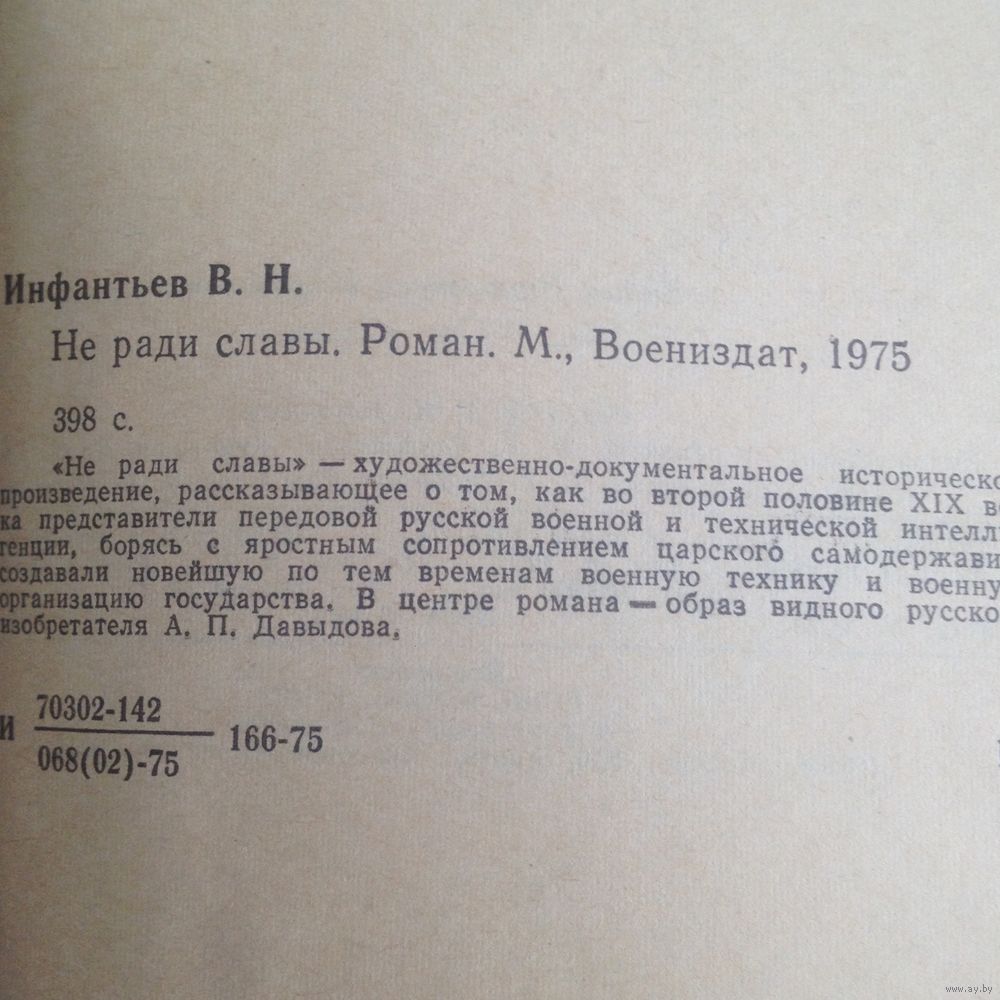 Инфантьев В. Н.
Не ради славы. Роман. М., Воениздат, 1975
398 с.
«Не ради славы» — художественно-документальное историческо
произведение, рассказывающее о том, как во второй половине XIX ве
ка представители передовой русской военной и технической интелл
генции, борясь с яростным сопротивлением царского самодержави
создавали новейшую по тем временам военную технику и военну
организацию государства. В центре романа — образ видного русско
изобретателя А. П. Давыдова.
И 70302-142
068(02)-75 166-75
www.ay.by